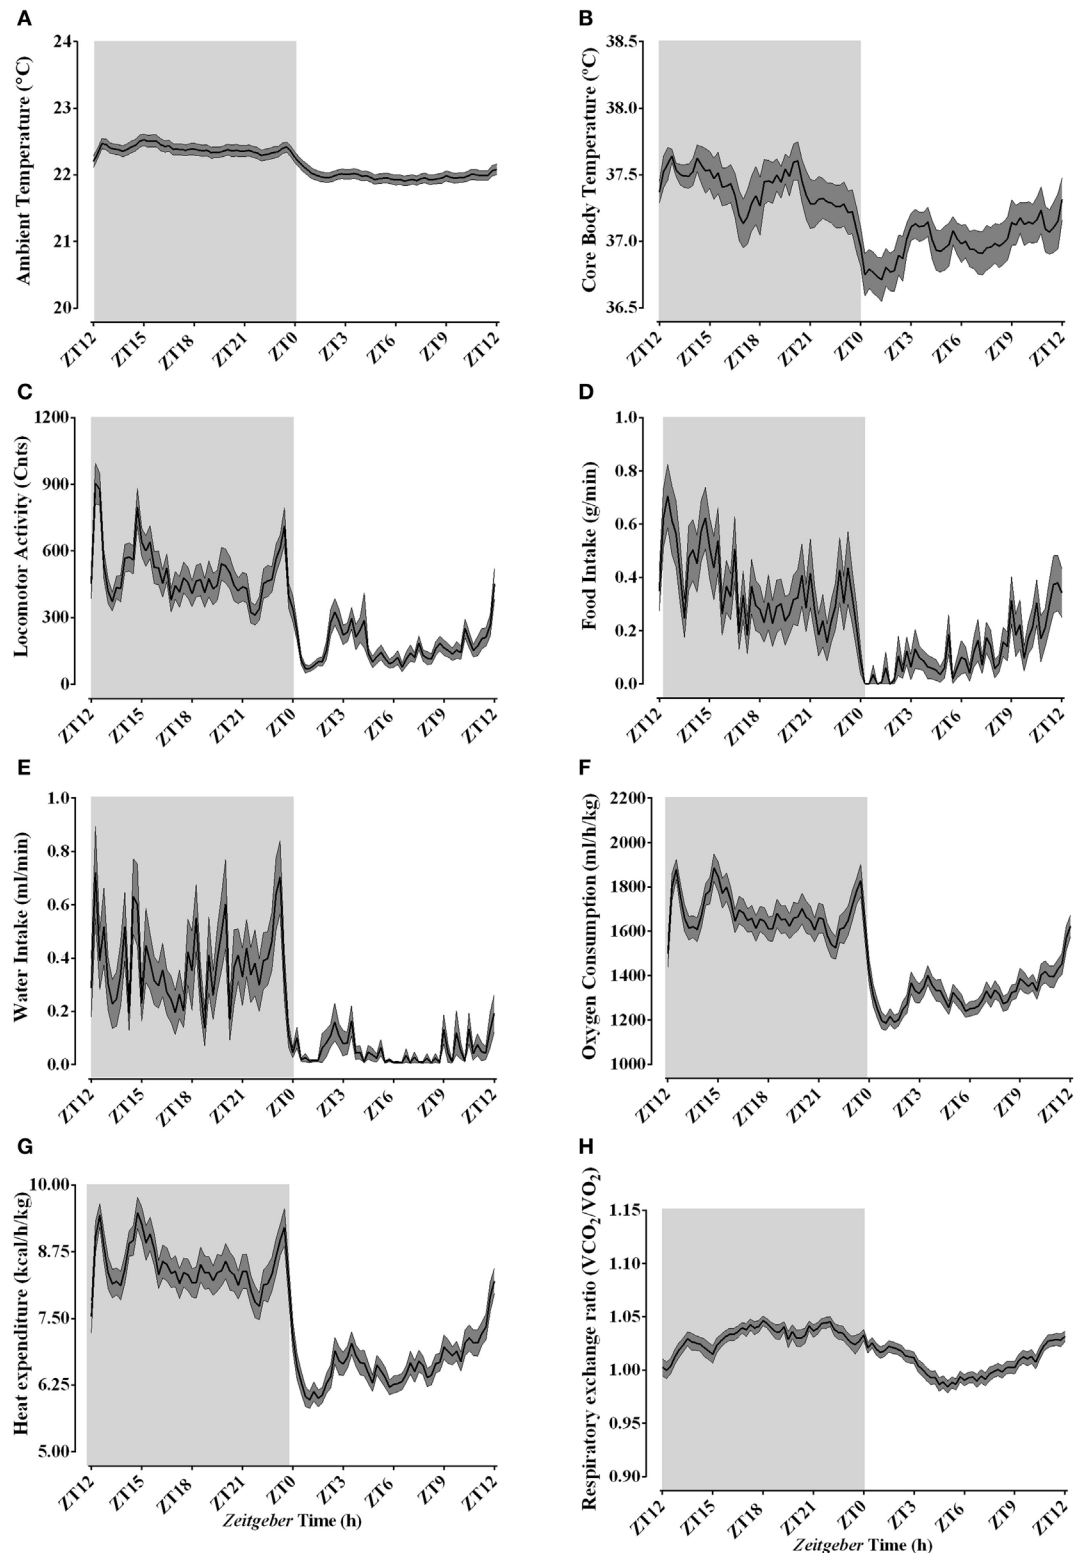 A
Ambient Temperature (°C)
24
23
22
21
20
ZT12 ZT15 ZT18 ZT21 ZT0 ZT3 ZT6 ZT9 ZT12
B
Core Body Temperature (°C)
38.5
38.0
37.5
37.0
36.5
ZT12 ZT15 ZT18 ZT21 ZT0 ZT3 ZT6 ZT9 ZT12
C
Locomotor Activity (Cnts)
1200
900
600
300
0
ZT12 ZT15 ZT18 ZT21 ZT0 ZT3 ZT6 ZT9 ZT12
D
Food Intake (g/min)
1.0
0.8
0.6
0.4
0.2
0.0
ZT12 ZT15 ZT18 ZT21 ZT0 ZT3 ZT6 ZT9 ZT12
E
Water Intake (ml/min)
1.0
0.8
0.6
0.4
0.2
0.0
ZT12 ZT15 ZT18 ZT21 ZT0 ZT3 ZT6 ZT9 ZT12
F
Oxygen Consumption (ml/h/kg)
2200
2000
1800
1600
1400
1200
1000
ZT12 ZT15 ZT18 ZT21 ZT0 ZT3 ZT6 ZT9 ZT12
G
Heat expenditure (kcal/h/kg)
10.00
8.75
7.50
6.25
5.00
ZT12 ZT15 ZT18 ZT21 ZT0 ZT3 ZT6 ZT9 ZT12
Zeitgeber Time (h)
H
Respiratory exchange ratio (VCO₂/VO₂)
1.15
1.10
1.05
1.00
0.95
0.90
ZT12 ZT15 ZT18 ZT21 ZT0 ZT3 ZT6 ZT9 ZT12
Zeitgeber Time (h)